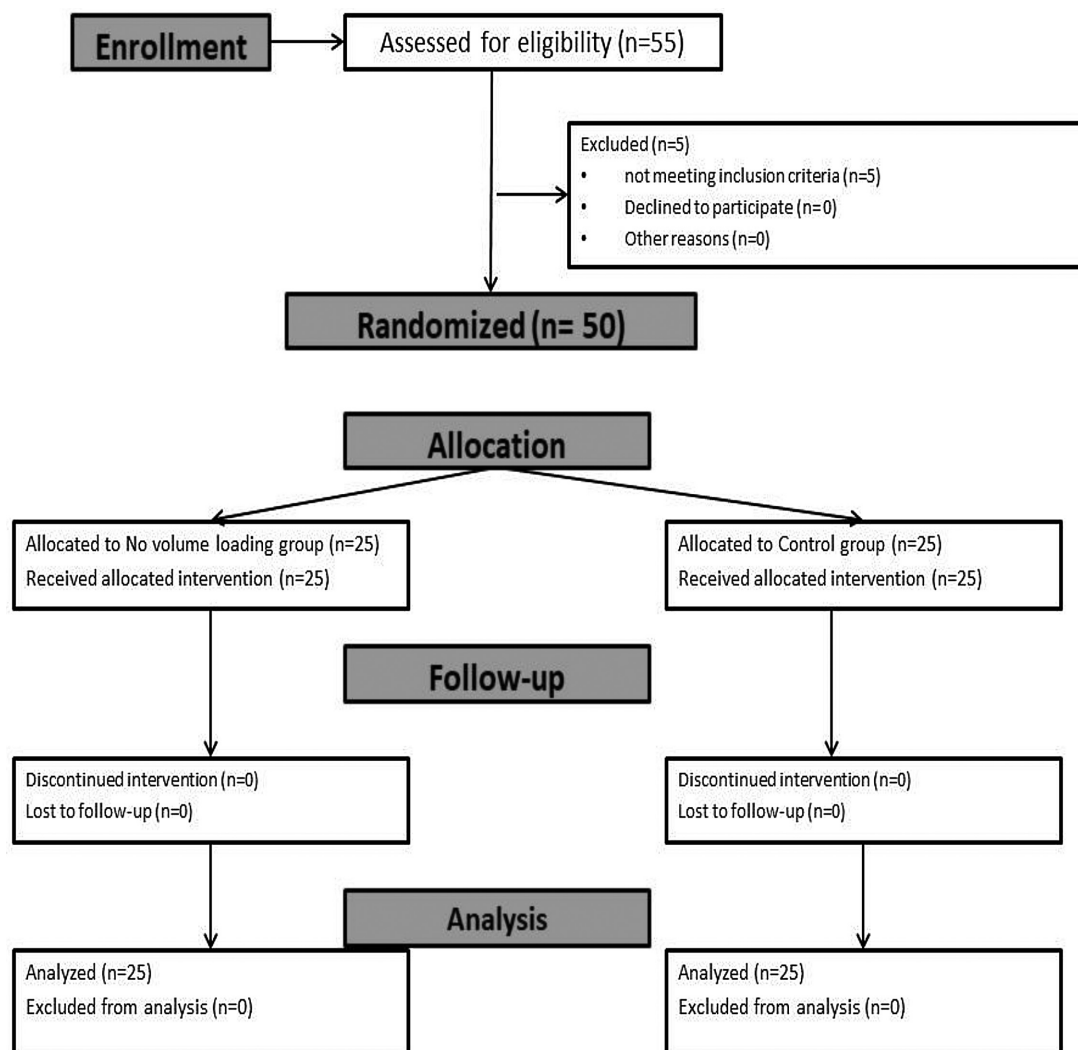 Enrollment
Assessed for eligibility (n=55)
Excluded (n=5)
• not meeting inclusion criteria (n=5)
• Declined to participate (n=0)
• Other reasons (n=0)
Randomized (n= 50)
Allocation
Allocated to No volume loading group (n=25)
Received allocated intervention (n=25)
Allocated to Control group (n=25)
Received allocated intervention (n=25)
Follow-up
Discontinued intervention (n=0)
Lost to follow-up (n=0)
Discontinued intervention (n=0)
Lost to follow-up (n=0)
Analysis
Analyzed (n=25)
Excluded from analysis (n=0)
Analyzed (n=25)
Excluded from analysis (n=0)